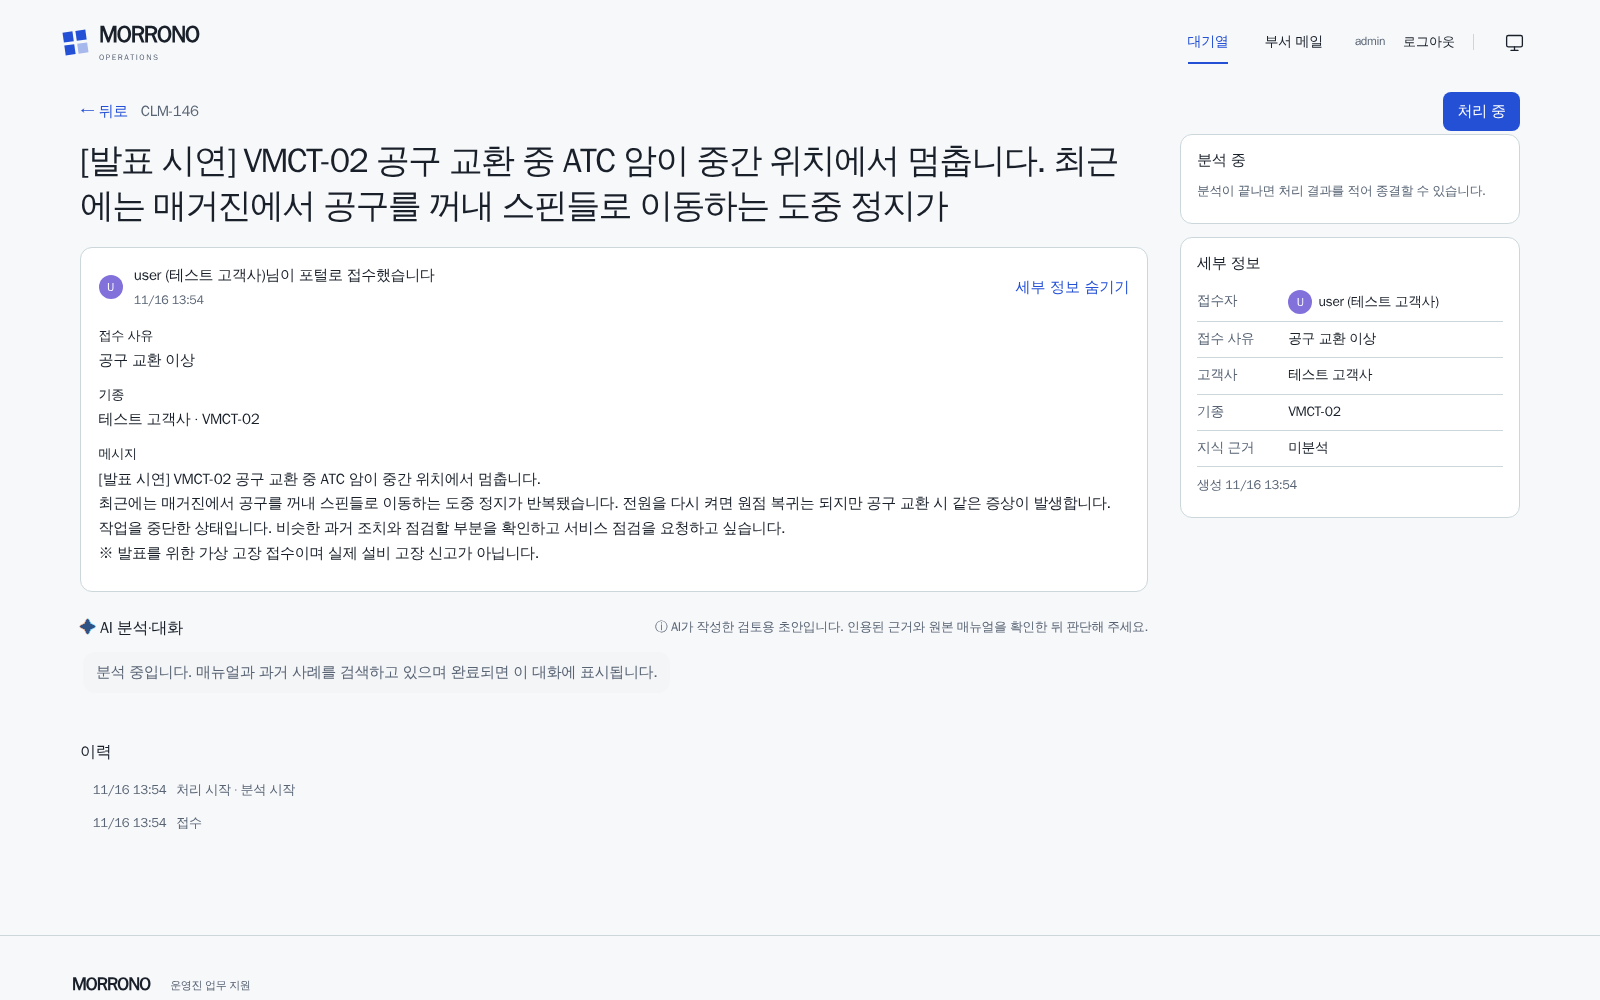 MORRONO
OPERATIONS
대기열
부서 메일
admin
로그아웃
← 뒤로
CLM-146
처리 중
[발표 시연] VMCT-02 공구 교환 중 ATC 암이 중간 위치에서 멈춥니다. 최근
에는 매거진에서 공구를 꺼내 스핀들로 이동하는 도중 정지가
U
user (테스트 고객사)님이 포털로 접수했습니다
11/16 13:54
세부 정보 숨기기
접수 사유
공구 교환 이상
기종
테스트 고객사 · VMCT-02
메시지
[발표 시연] VMCT-02 공구 교환 중 ATC 암이 중간 위치에서 멈춥니다.
최근에는 매거진에서 공구를 꺼내 스핀들로 이동하는 도중 정지가 반복됐습니다. 전원을 다시 켜면 원점 복귀는 되지만 공구 교환 시 같은 증상이 발생합니다.
작업을 중단한 상태입니다. 비슷한 과거 조치와 점검할 부분을 확인하고 서비스 점검을 요청하고 싶습니다.
※ 발표를 위한 가상 고장 접수이며 실제 설비 고장 신고가 아닙니다.
AI 분석·대화
ⓘ AI가 작성한 검토용 초안입니다. 인용된 근거와 원본 매뉴얼을 확인한 뒤 판단해 주세요.
분석 중입니다. 매뉴얼과 과거 사례를 검색하고 있으며 완료되면 이 대화에 표시됩니다.
이력
11/16 13:54 처리 시작 · 분석 시작
11/16 13:54 접수
분석 중
분석이 끝나면 처리 결과를 적어 종결할 수 있습니다.
세부 정보
접수자 U user (테스트 고객사)
접수 사유 공구 교환 이상
고객사 테스트 고객사
기종 VMCT-02
지식 근거 미분석
생성 11/16 13:54
MORRONO
운영진 업무 지원